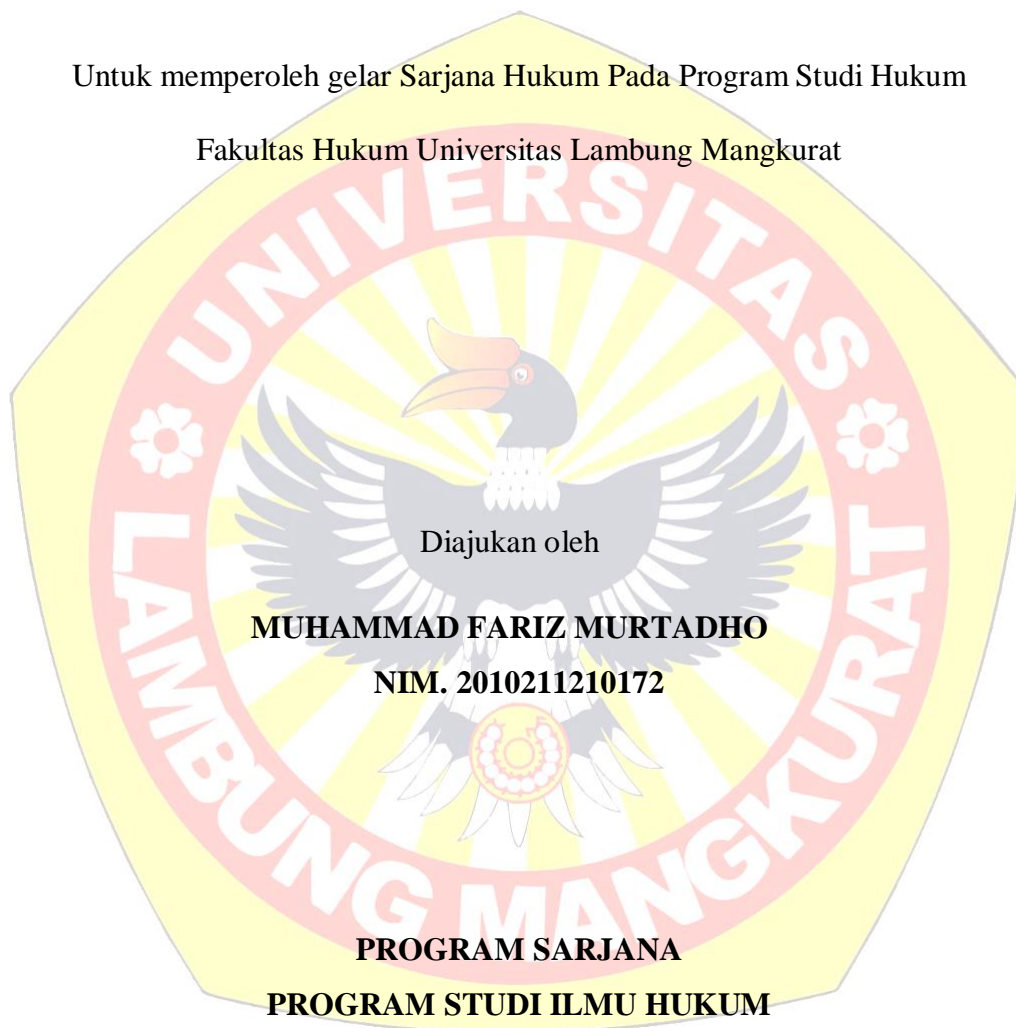 Untuk memperoleh gelar Sarjana Hukum Pada Program Studi Hukum
Fakultas Hukum Universitas Lambung Mangkurat
UNIVERSITAS
Diajukan oleh
MUHAMMAD FARIZ MURTADHO
NIM. 2010211210172
LAMBUNG MANGKURAT
PROGRAM SARJANA
PROGRAM STUDI ILMU HUKUM